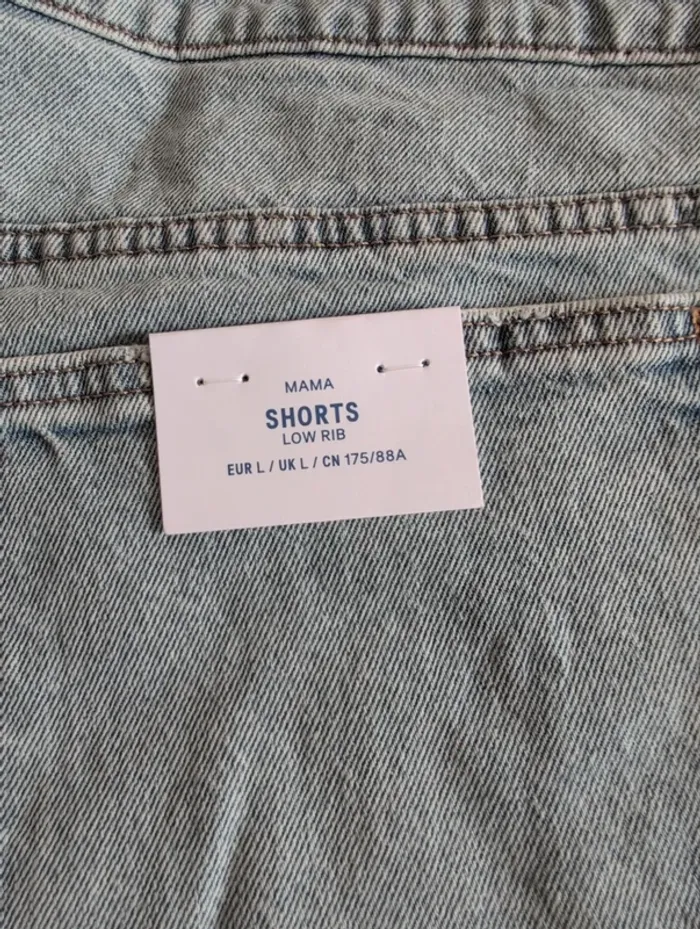 MAMA
SHORTS
LOW RIB
EUR L / UK L / CN 175/88A